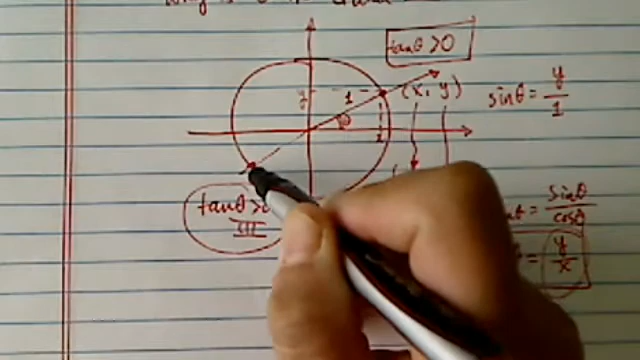 tanθ>0
y
1
θ
(x, y)
sinθ = y/1
(
tanθ>
III
= sinθ/cosθ
= y/x